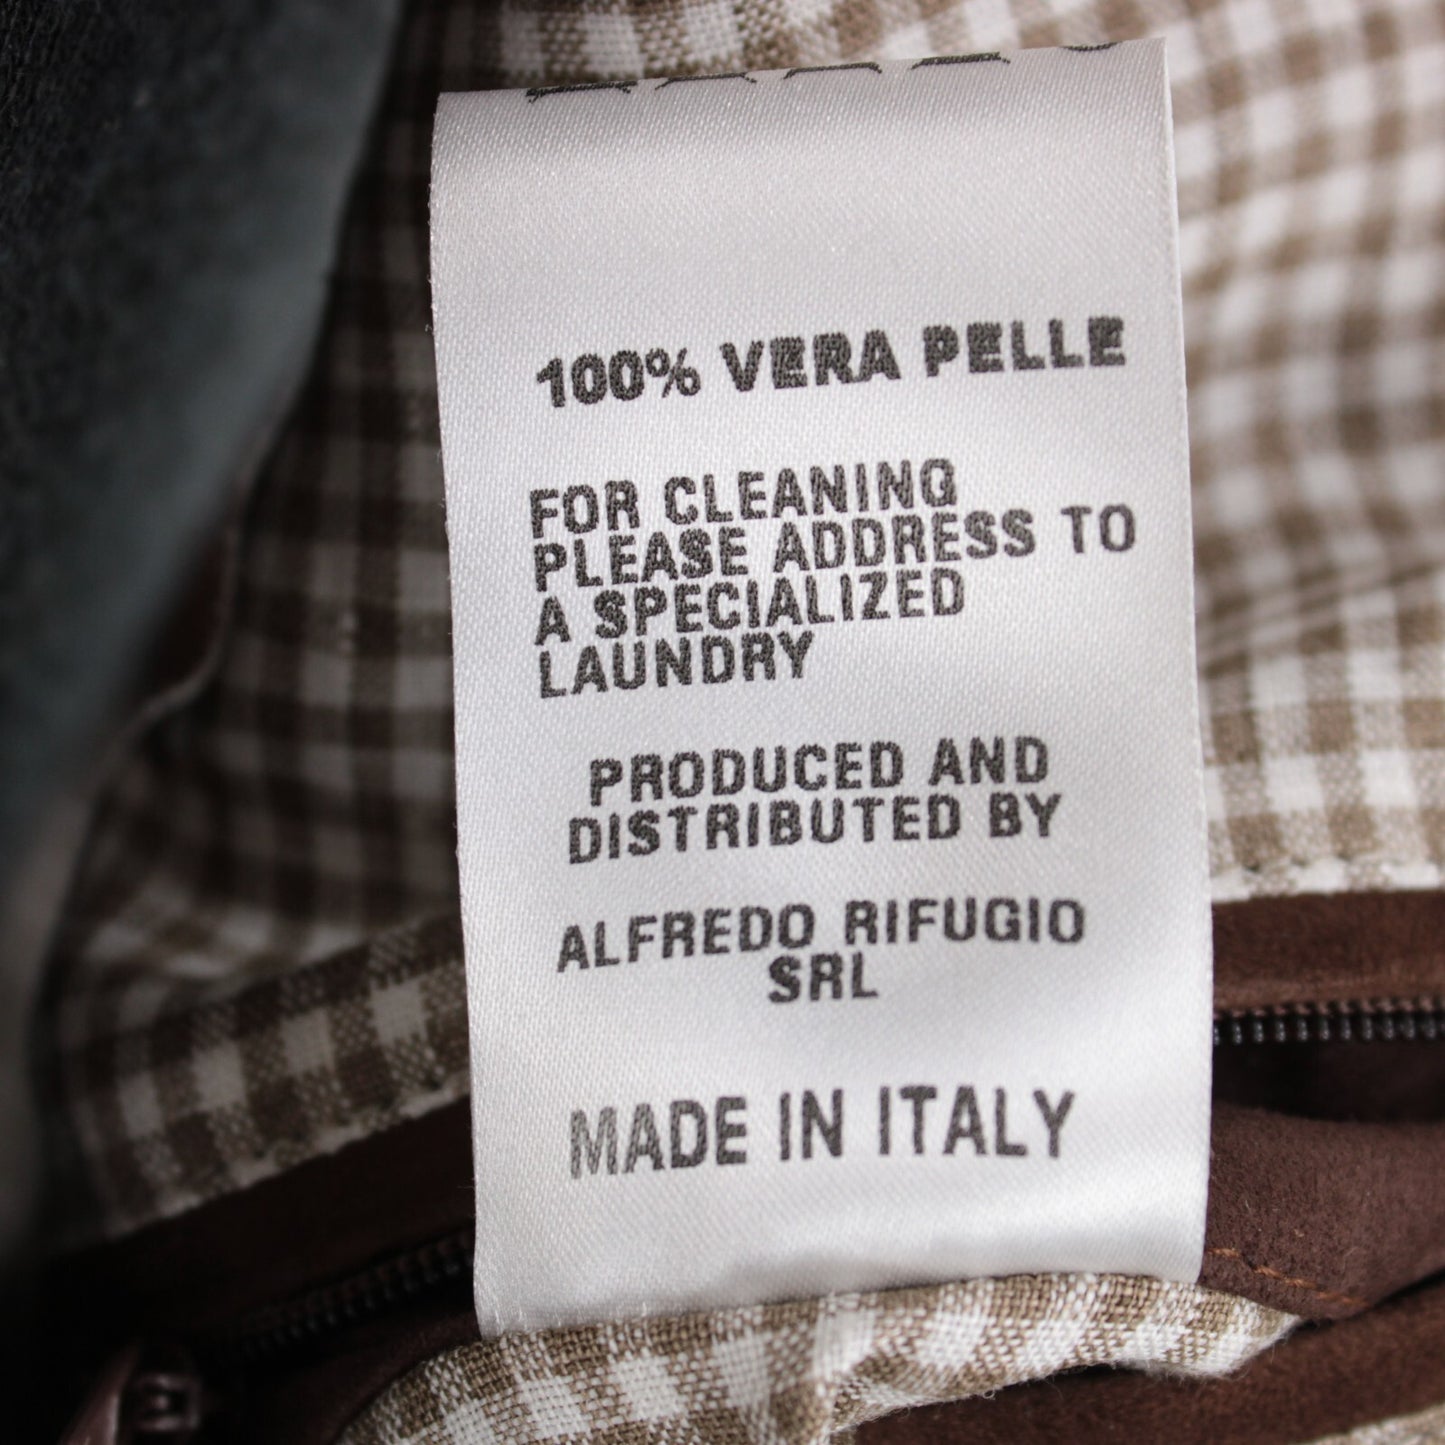 100% VERA PELLE
FOR CLEANING
PLEASE ADDRESS TO
A SPECIALIZED
LAUNDRY
PRODUCED AND
DISTRIBUTED BY
ALFREDO RIFUGIO
SRL
MADE IN ITALY